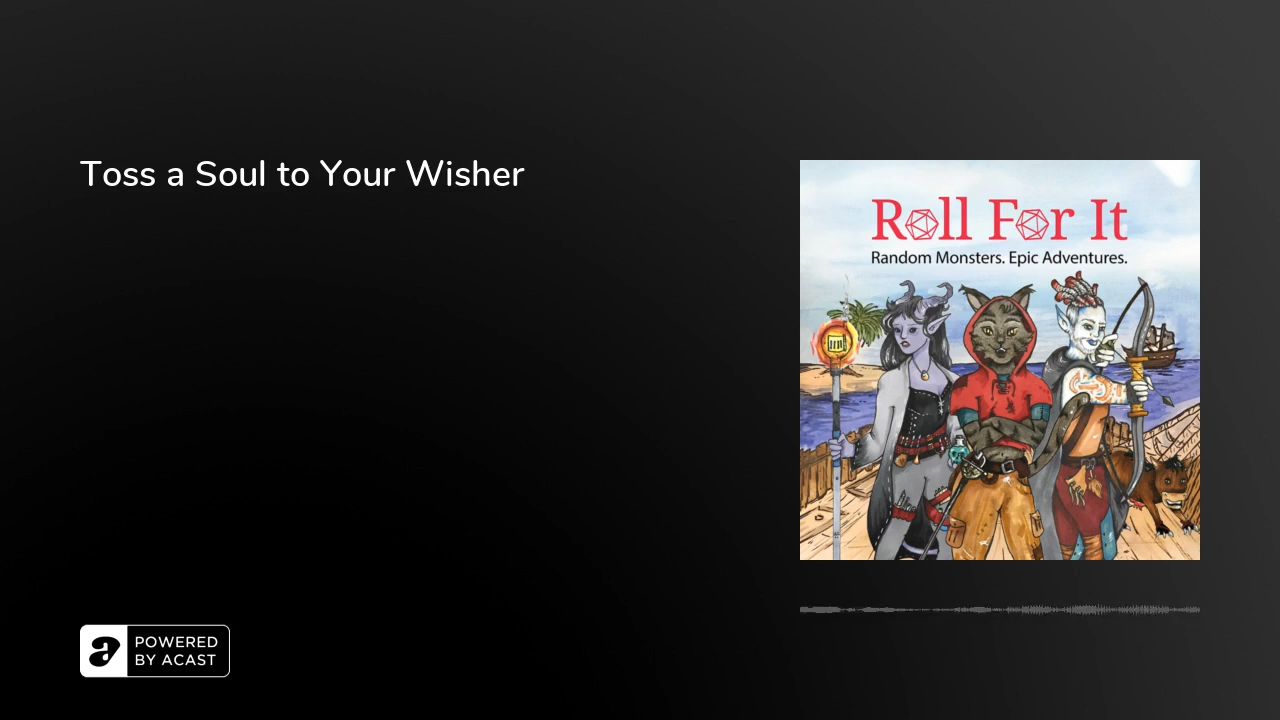 Toss a Soul to Your Wisher
Roll For It
Random Monsters. Epic Adventures.
POWERED
BY ACAST